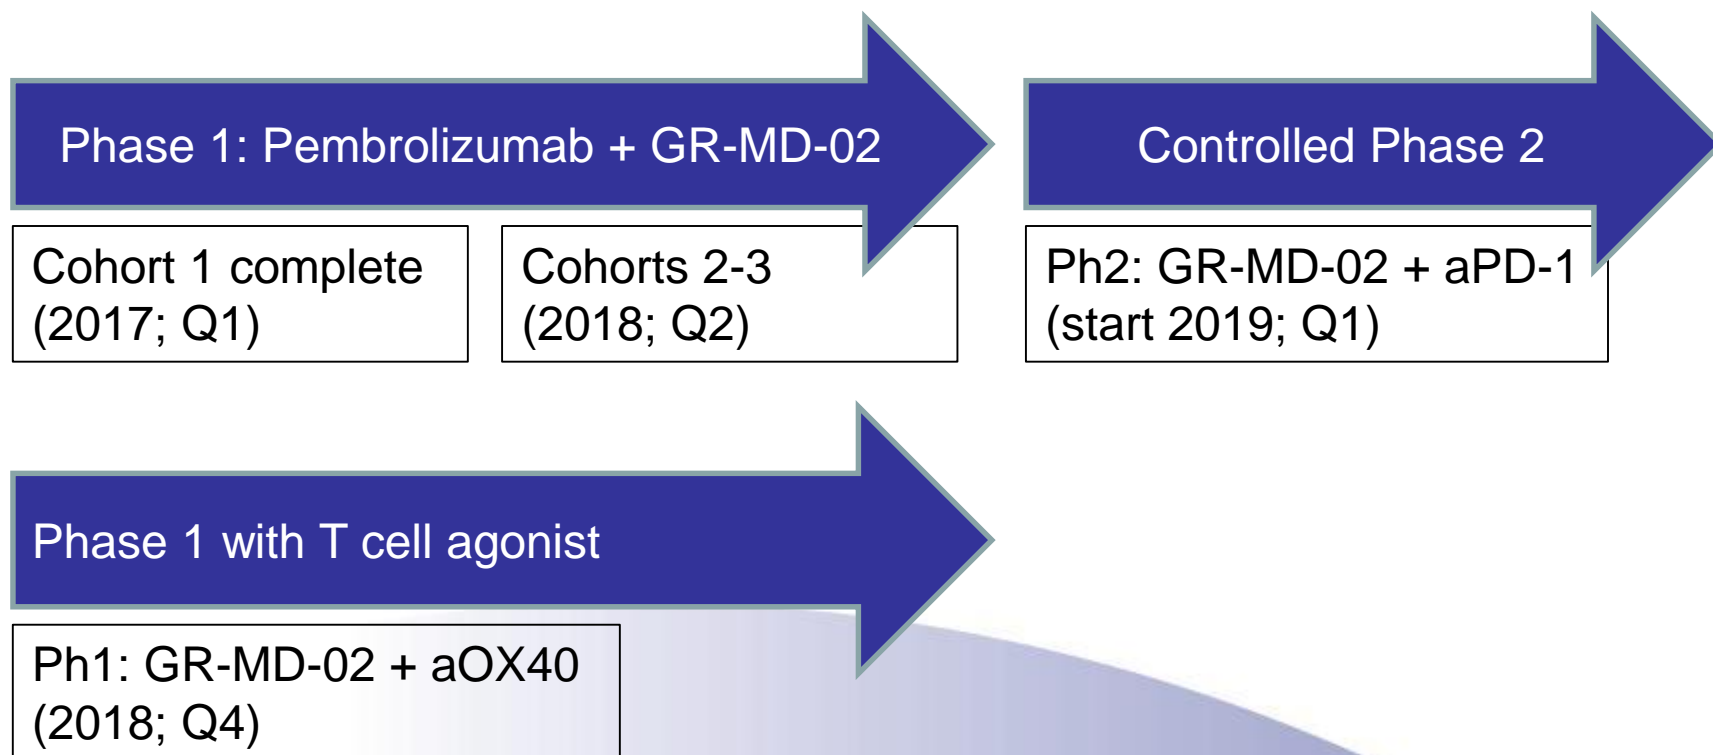 Phase 1: Pembrolizumab + GR-MD-02
Controlled Phase 2
Cohort 1 complete
(2017; Q1)
Cohorts 2-3
(2018; Q2)
Ph2: GR-MD-02 + aPD-1
(start 2019; Q1)
Phase 1 with T cell agonist
Ph1: GR-MD-02 + aOX40
(2018; Q4)